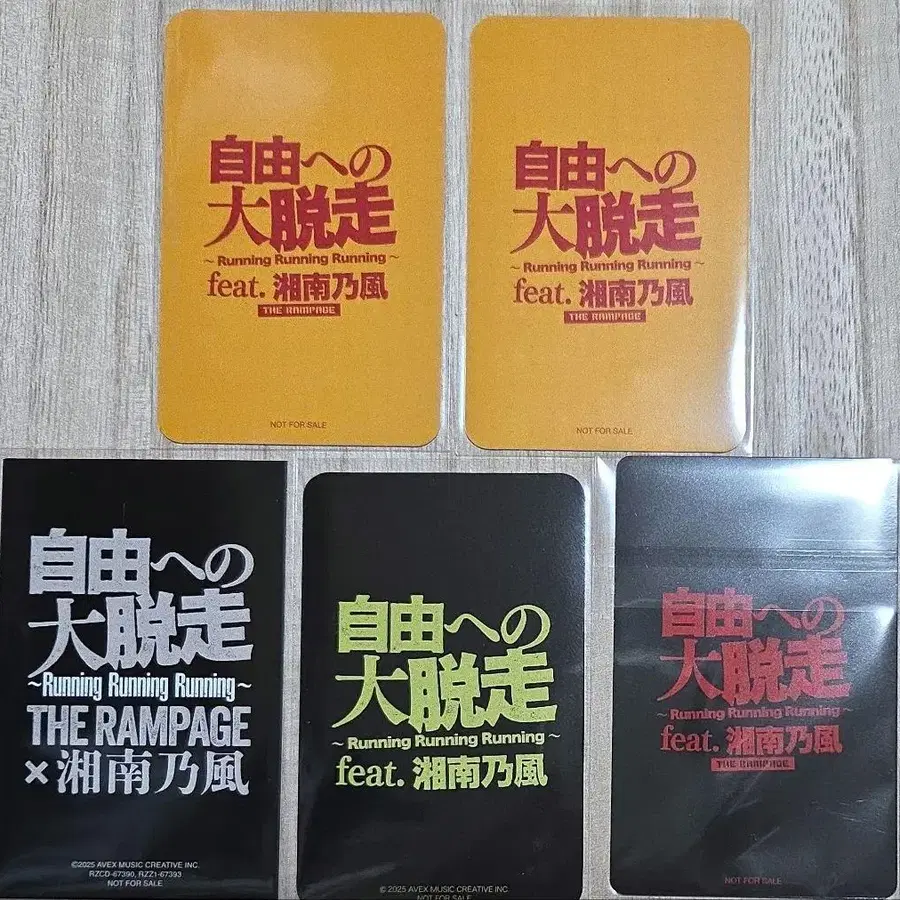 自由への
大脱走
~ Running Running Running ~
feat. 湘南乃風
THE RAMPAGE
NOT FOR SALE
自由への
大脱走
~ Running Running Running ~
feat. 湘南乃風
THE RAMPAGE
NOT FOR SALE
自由への
大脱走
~Running Running Running~
THE RAMPAGE
×湘南乃風
©2025 AVEX MUSIC CREATIVE INC.
RZCD-67390, RZZ1-67393
NOT FOR SALE
自由への
大脱走
~ Running Running Running ~
feat. 湘南乃風
© 2025 AVEX MUSIC CREATIVE INC.
NOT FOR SALE
自由への
大脱走
~ Running Running Running ~
feat. 湘南乃風
THE RAMPAGE
NOT FOR SALE